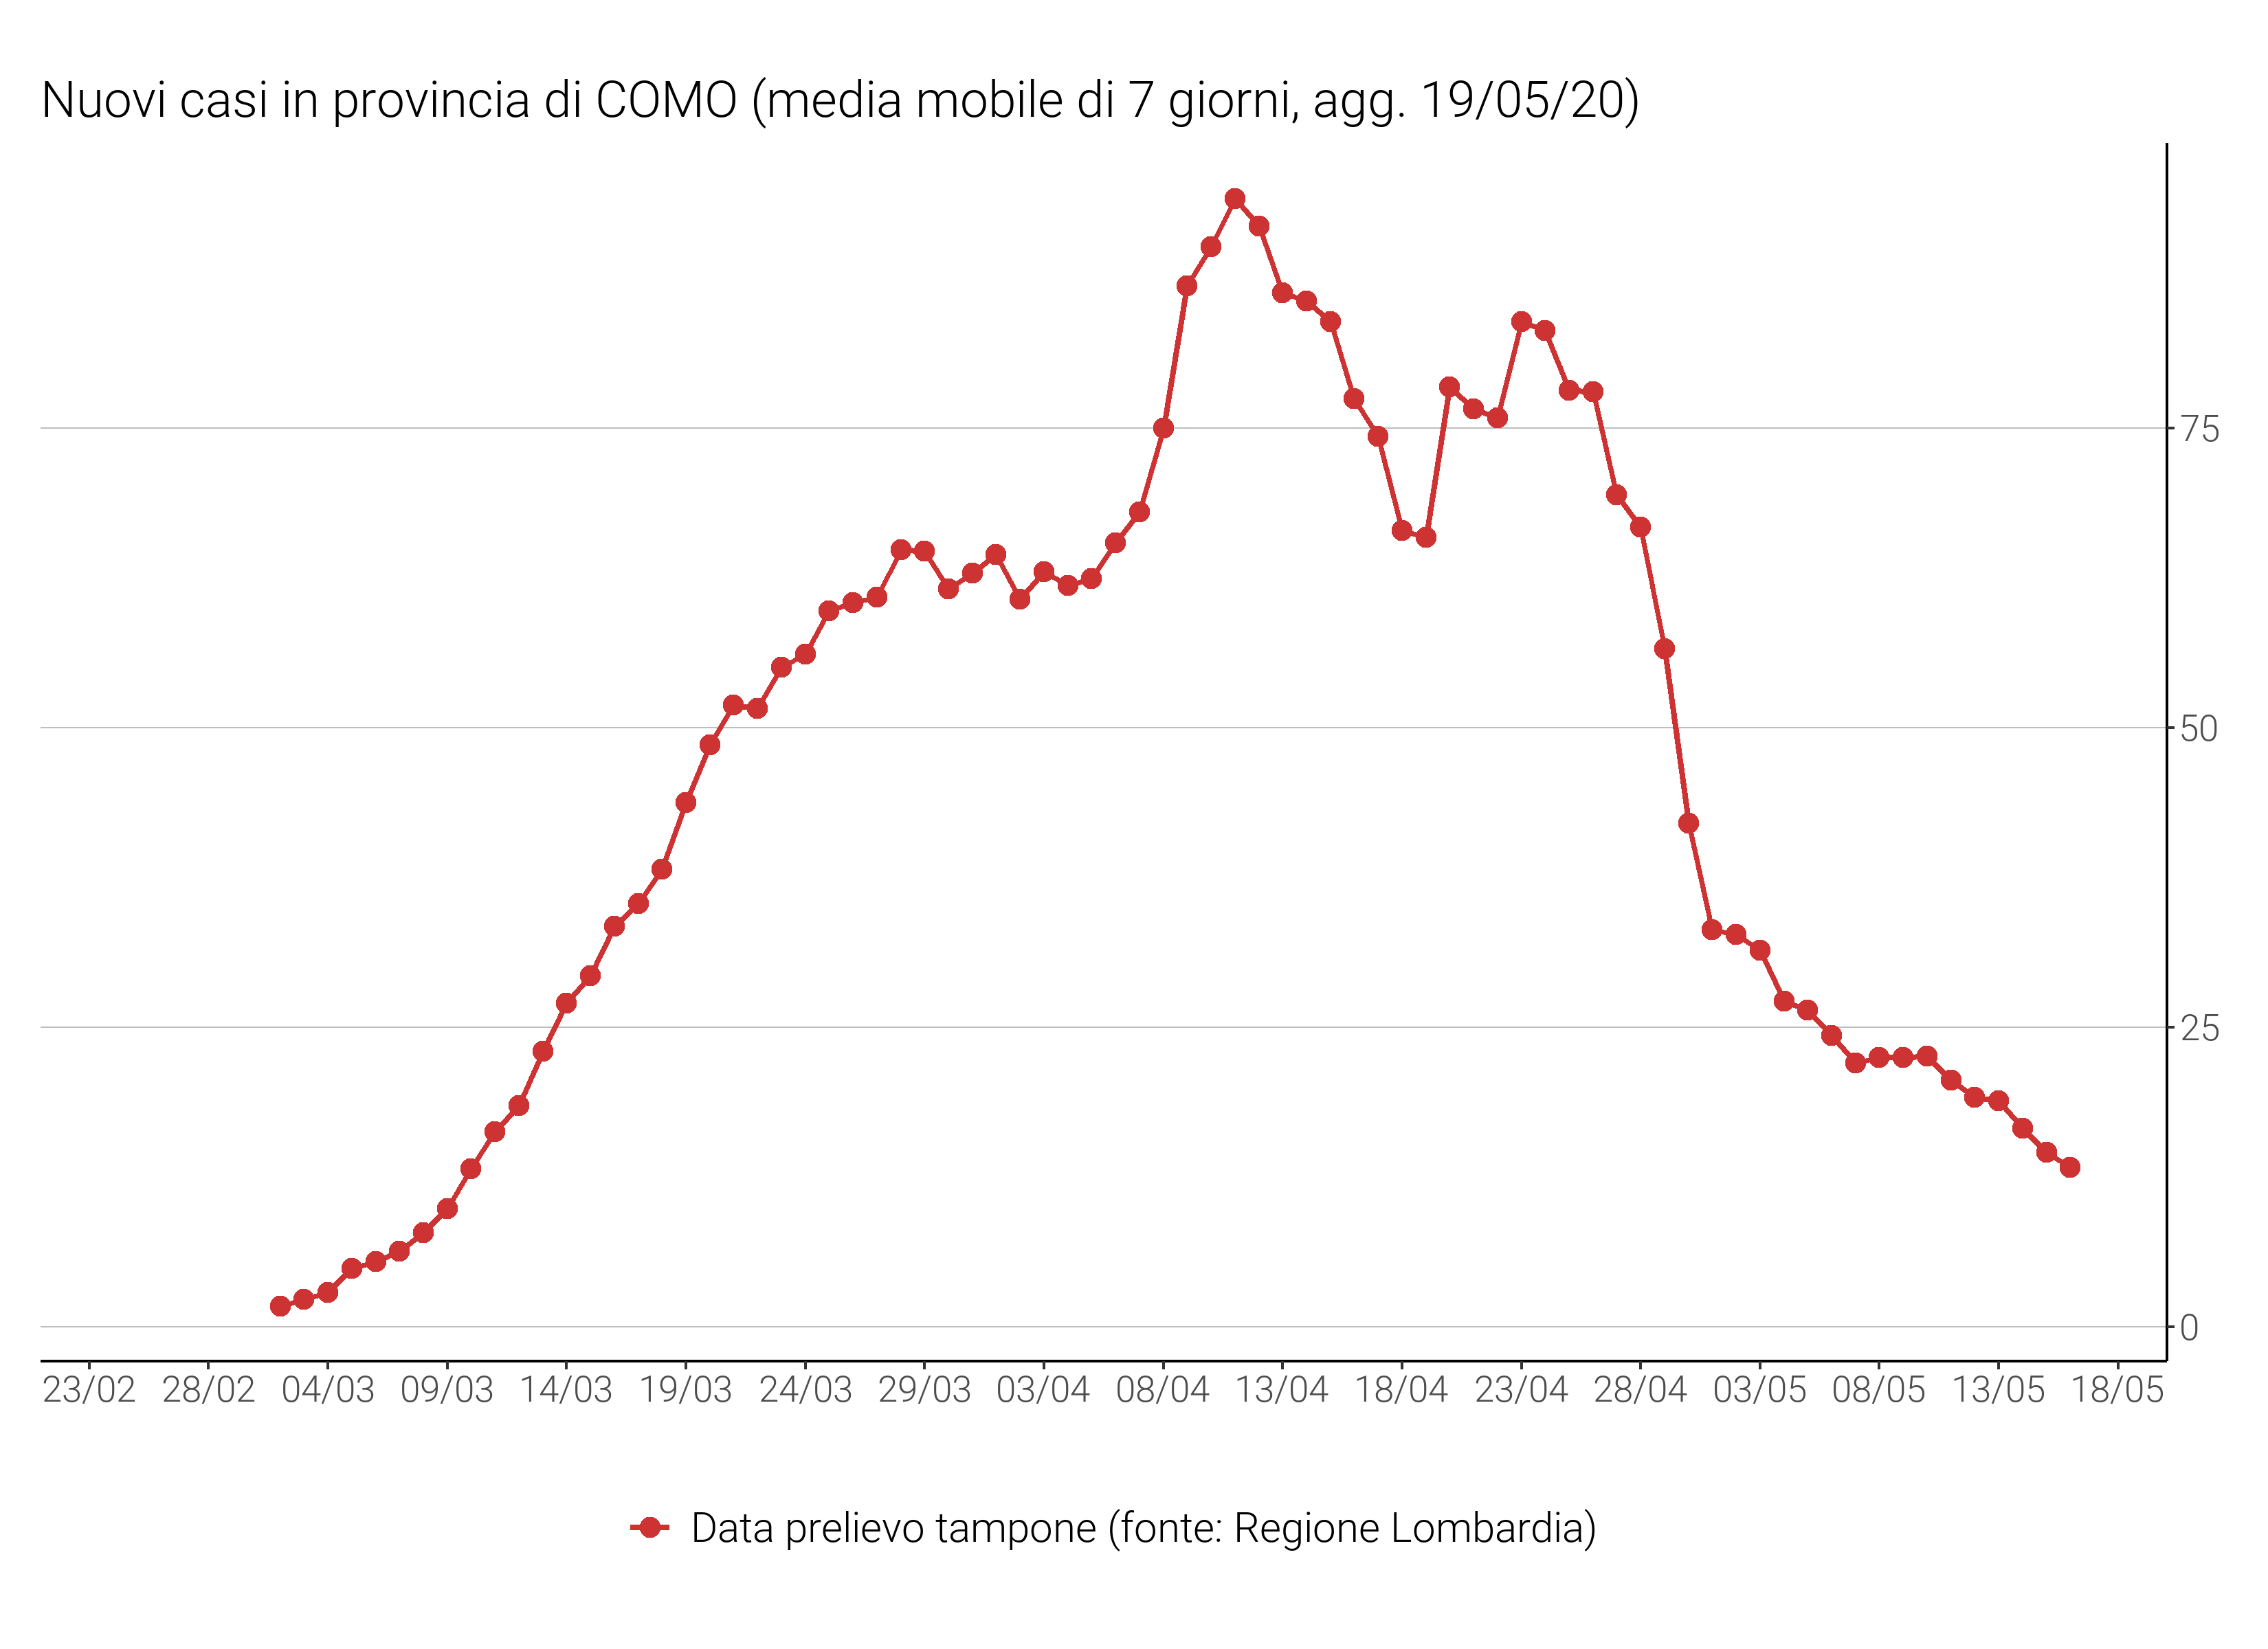 Nuovi casi in provincia di COMO (media mobile di 7 giorni, agg. 19/05/20)
75
50
25
0
23/02 28/02 04/03 09/03 14/03 19/03 24/03 29/03 03/04 08/04 13/04 18/04 23/04 28/04 03/05 08/05 13/05 18/05
Data prelievo tampone (fonte: Regione Lombardia)